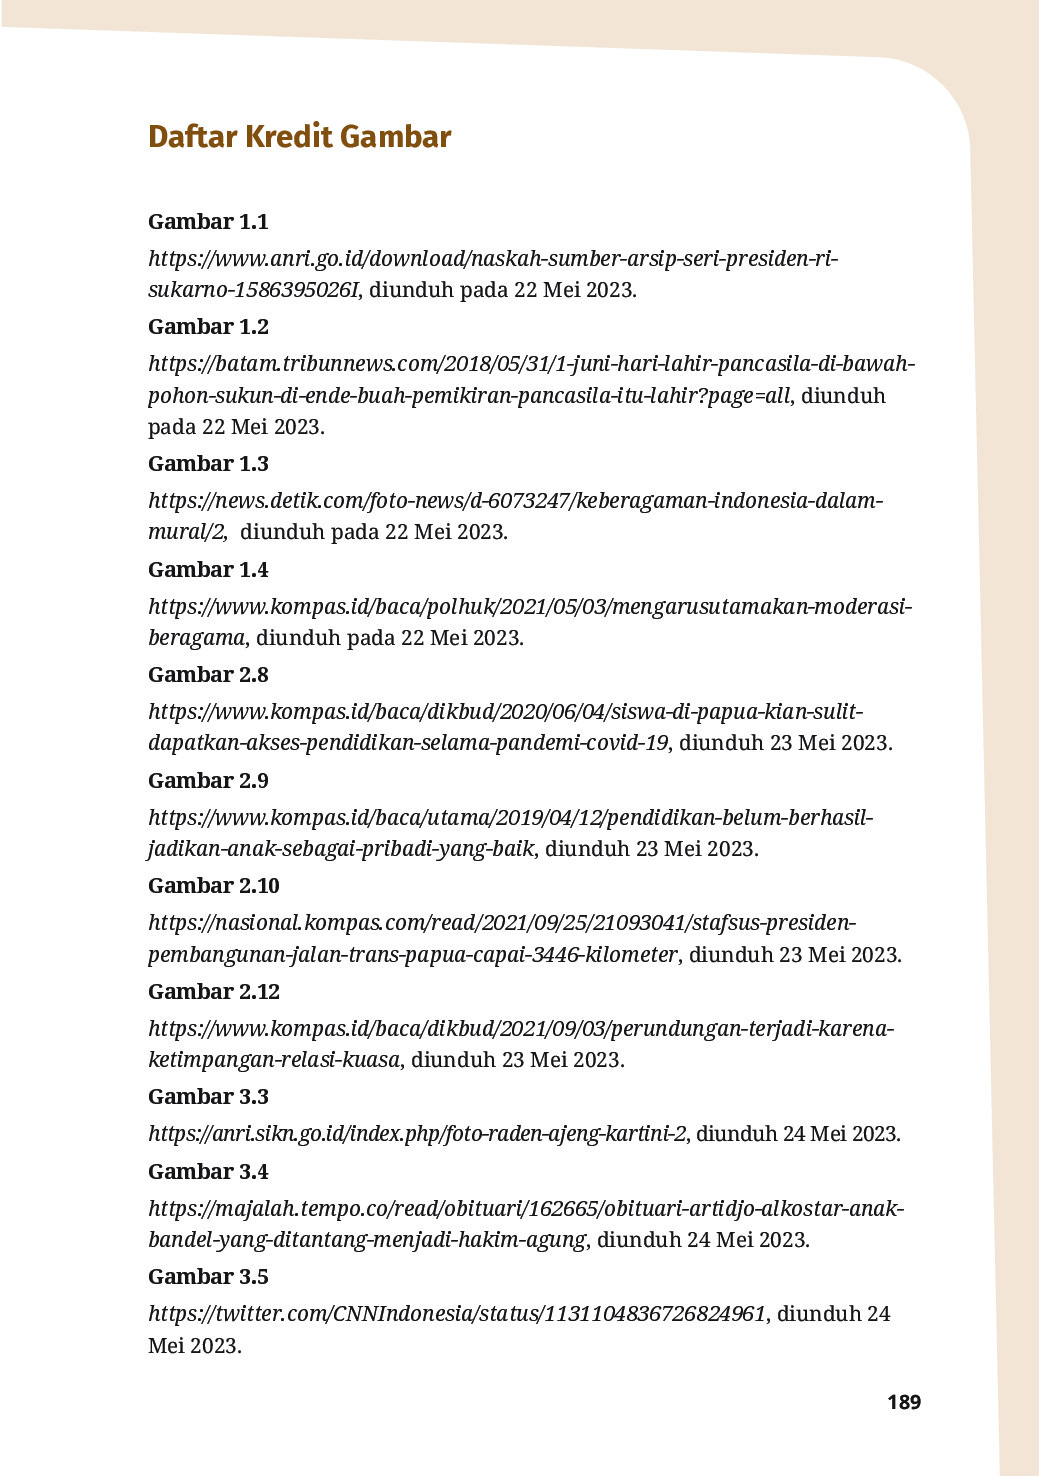 Daftar Kredit Gambar
Gambar 1.1
https://www.anri.go.id/download/naskah-sumber-arsip-seri-presiden-ri-
sukarno-1586395026I, diunduh pada 22 Mei 2023.
Gambar 1.2
https://batam.tribunnews.com/2018/05/31/1-juni-hari-lahir-pancasila-di-bawah-
pohon-sukun-di-ende-buah-pemikiran-pancasila-itu-lahir?page=all, diunduh
pada 22 Mei 2023.
Gambar 1.3
https://news.detik.com/foto-news/d-6073247/keberagaman-indonesia-dalam-
mural/2, diunduh pada 22 Mei 2023.
Gambar 1.4
https://www.kompas.id/baca/polhuk/2021/05/03/mengarusutamakan-moderasi-
beragama, diunduh pada 22 Mei 2023.
Gambar 2.8
https://www.kompas.id/baca/dikbud/2020/06/04/siswa-di-papua-kian-sulit-
dapatkan-akses-pendidikan-selama-pandemi-covid-19, diunduh 23 Mei 2023.
Gambar 2.9
https://www.kompas.id/baca/utama/2019/04/12/pendidikan-belum-berhasil-
jadikan-anak-sebagai-pribadi-yang-baik, diunduh 23 Mei 2023.
Gambar 2.10
https://nasional.kompas.com/read/2021/09/25/21093041/stafsus-presiden-
pembangunan-jalan-trans-papua-capai-3446-kilometer, diunduh 23 Mei 2023.
Gambar 2.12
https://www.kompas.id/baca/dikbud/2021/09/03/perundungan-terjadi-karena-
ketimpangan-relasi-kuasa, diunduh 23 Mei 2023.
Gambar 3.3
https://anri.sikn.go.id/index.php/foto-raden-ajeng-kartini-2, diunduh 24 Mei 2023.
Gambar 3.4
https://majalah.tempo.co/read/obituari/162665/obituari-artidjo-alkostar-anak-
bandel-yang-ditantang-menjadi-hakim-agung, diunduh 24 Mei 2023.
Gambar 3.5
https://twitter.com/CNNIndonesia/status/1131104836726824961, diunduh 24
Mei 2023.
189